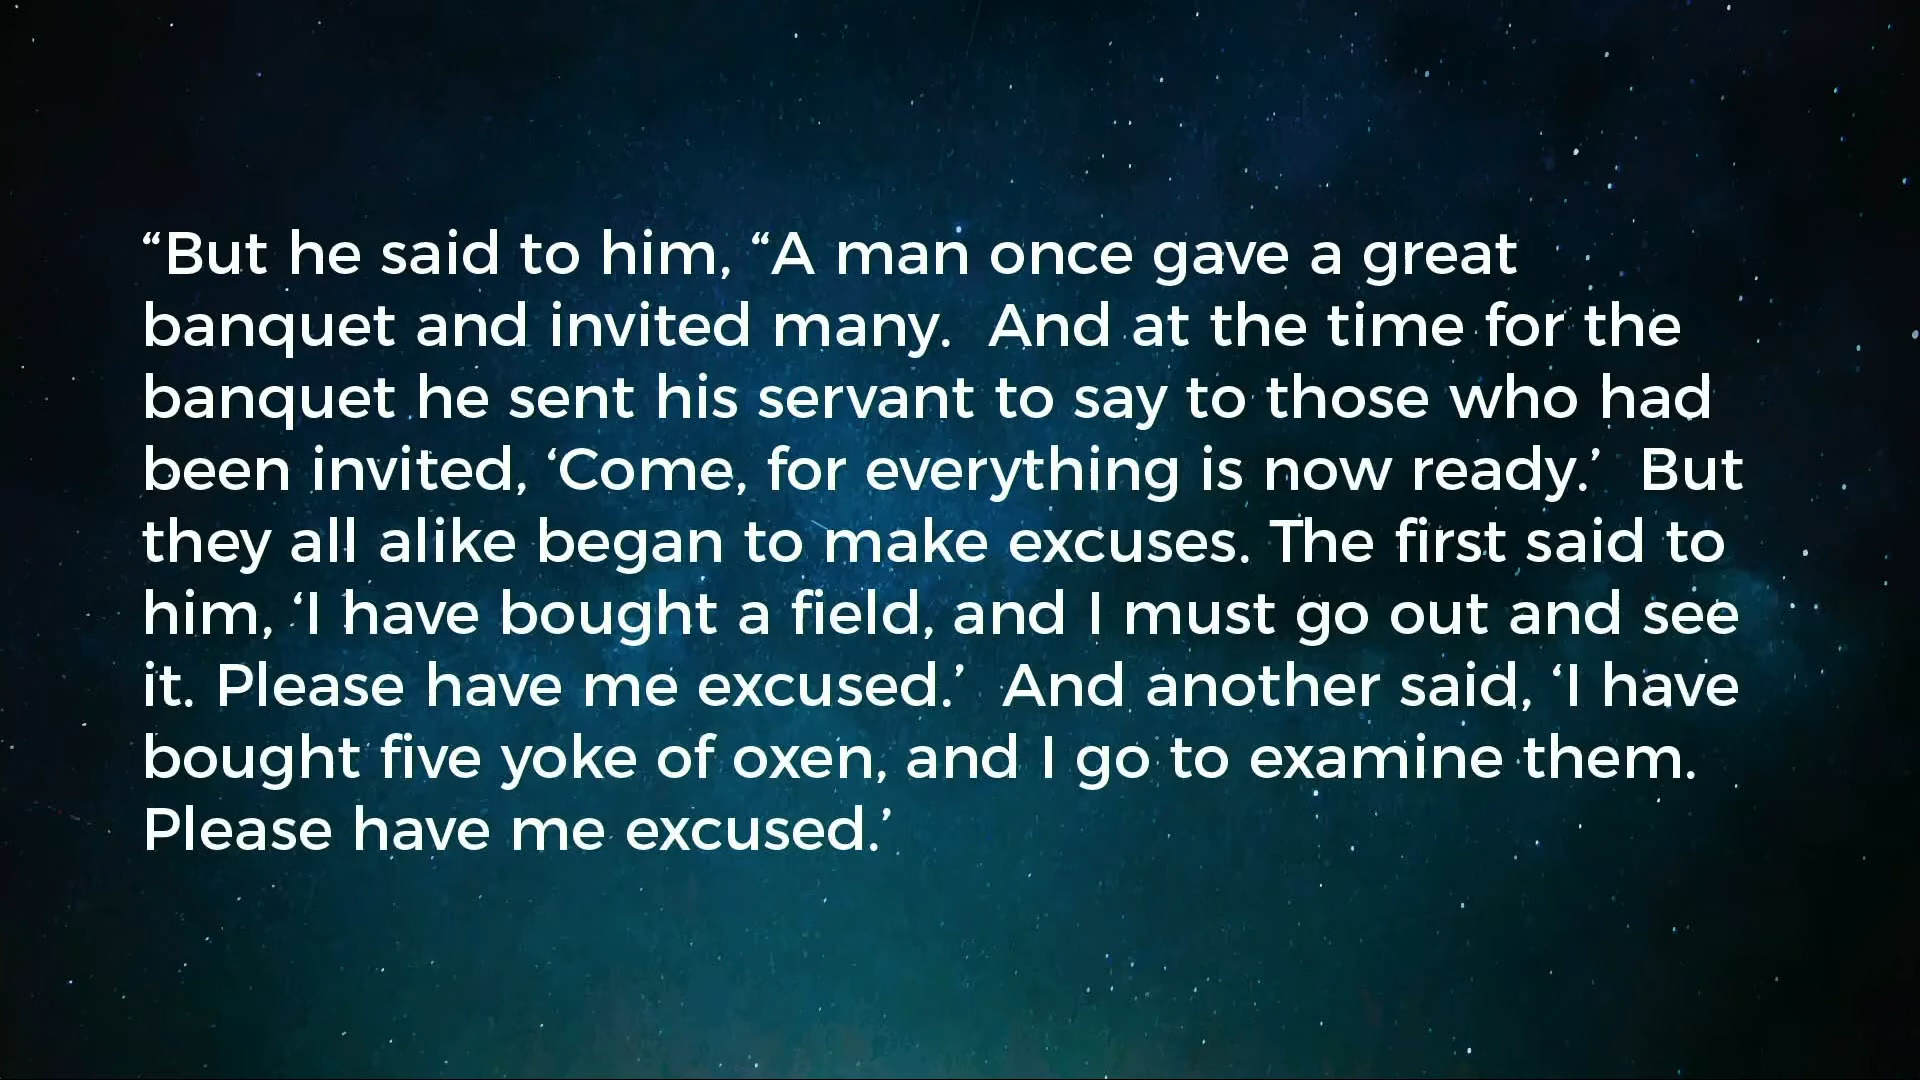 “But he said to him, “A man once gave a great
banquet and invited many.  And at the time for the
banquet he sent his servant to say to those who had
been invited, ‘Come, for everything is now ready.’  But
they all alike began to make excuses. The first said to
him, ‘I have bought a field, and I must go out and see
it. Please have me excused.’  And another said, ‘I have
bought five yoke of oxen, and I go to examine them.
Please have me excused.’